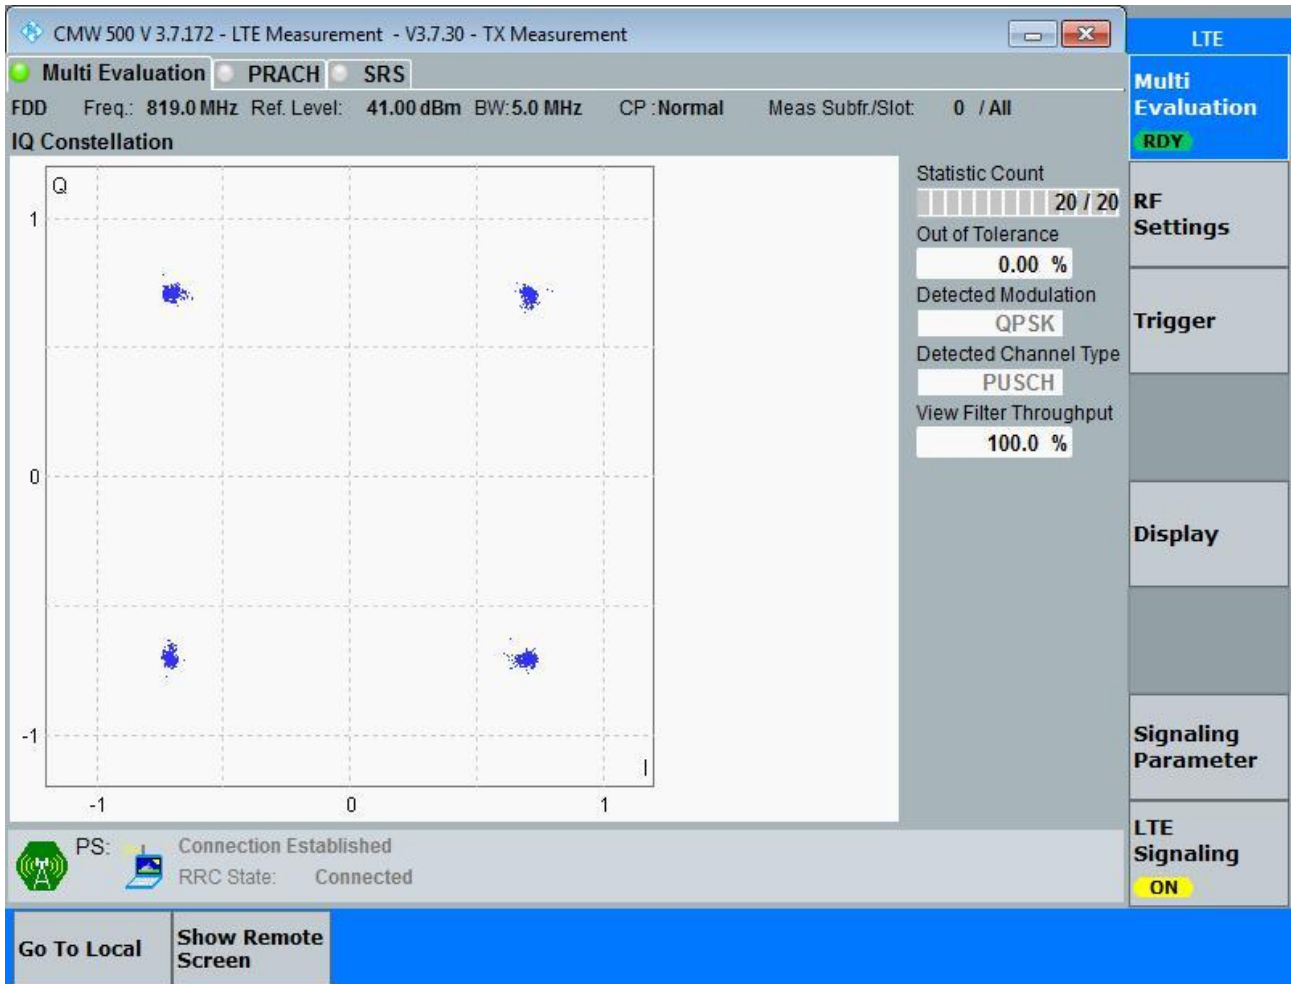 CMW 500 V 3.7.172 - LTE Measurement - V3.7.30 - TX Measurement
LTE
Multi Evaluation PRACH SRS
FDD Freq.: 819.0 MHz Ref. Level: 41.00 dBm BW: 5.0 MHz CP : Normal Meas Subfr./Slot: 0 / All
IQ Constellation
Q
1
0
-1
I
-1 0 1
Statistic Count
20 / 20
Out of Tolerance
0.00 %
Detected Modulation
QPSK
Detected Channel Type
PUSCH
View Filter Throughput
100.0 %
Multi
Evaluation
RDY
RF
Settings
Trigger
Display
Signaling
Parameter
LTE
Signaling
ON
PS: Connection Established
RRC State: Connected
Go To Local
Show Remote
Screen